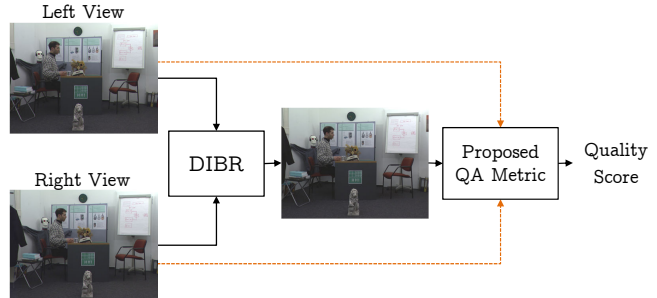 Left View
Right View
DIBR
Proposed
QA Metric
Quality
Score